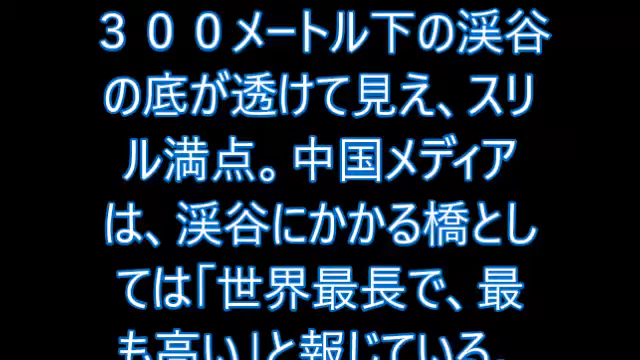 ３００メートル下の渓谷
の底が透けて見え、スリ
ル満点。中国メディア
は、渓谷にかかる橋とし
ては「世界最長で、最
も高い」と報じている。